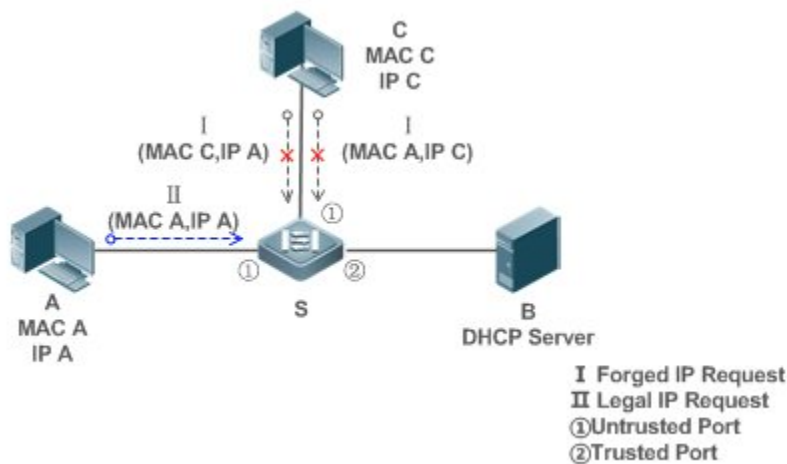 C
MAC C
IP C
I
(MAC C,IP A)
I
(MAC A,IP C)
II
(MAC A,IP A)
①
①
②
A
MAC A
IP A
S
B
DHCP Server
I Forged IP Request
II Legal IP Request
①Untrusted Port
②Trusted Port